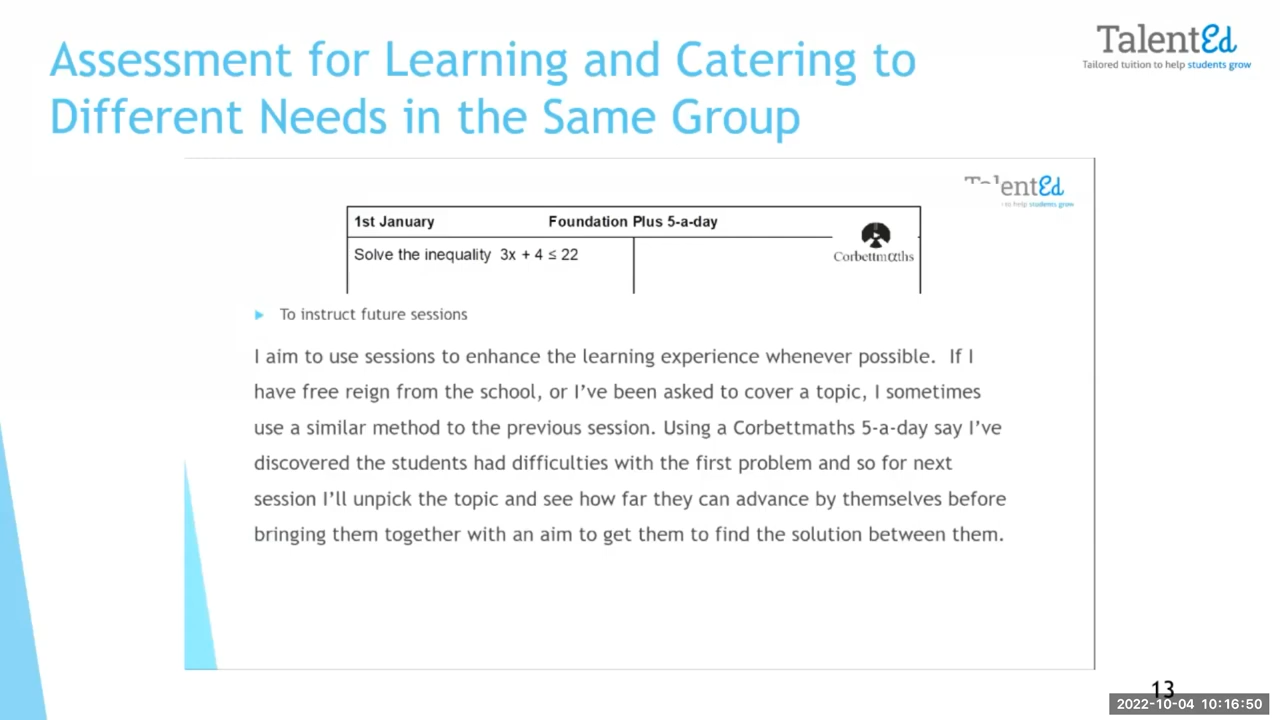 Assessment for Learning and Catering to
Different Needs in the Same Group
TalentEd
Tailored tuition to help students grow
entEd
to help students grow
1st January Foundation Plus 5-a-day
Solve the inequality 3x + 4 ≤ 22
Corbettmαths
To instruct future sessions
I aim to use sessions to enhance the learning experience whenever possible. If I
have free reign from the school, or I’ve been asked to cover a topic, I sometimes
use a similar method to the previous session. Using a Corbettmaths 5-a-day say I’ve
discovered the students had difficulties with the first problem and so for next
session I’ll unpick the topic and see how far they can advance by themselves before
bringing them together with an aim to get them to find the solution between them.
13
2022-10-04 10:16:50